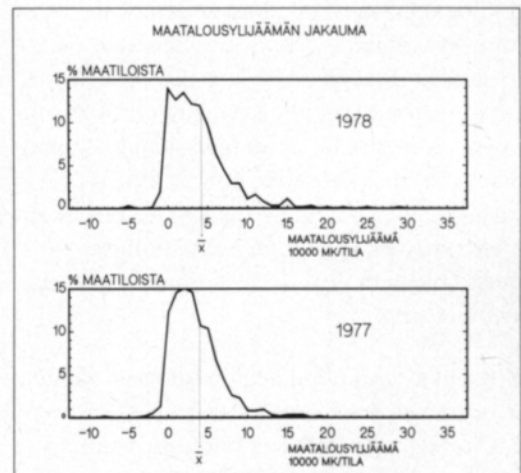 MAATALOUSYLIJÄÄMÄN JAKAUMA
% MAATILOISTA
15
10
5
0
1978
-10 -5 0 5 10 15 20 25 30 35
x̄
MAATALOUSYLIJÄÄMÄ
10000 MK/TILA
% MAATILOISTA
15
10
5
0
1977
-10 -5 0 5 10 15 20 25 30 35
x̄
MAATALOUSYLIJÄÄMÄ
10000 MK/TILA